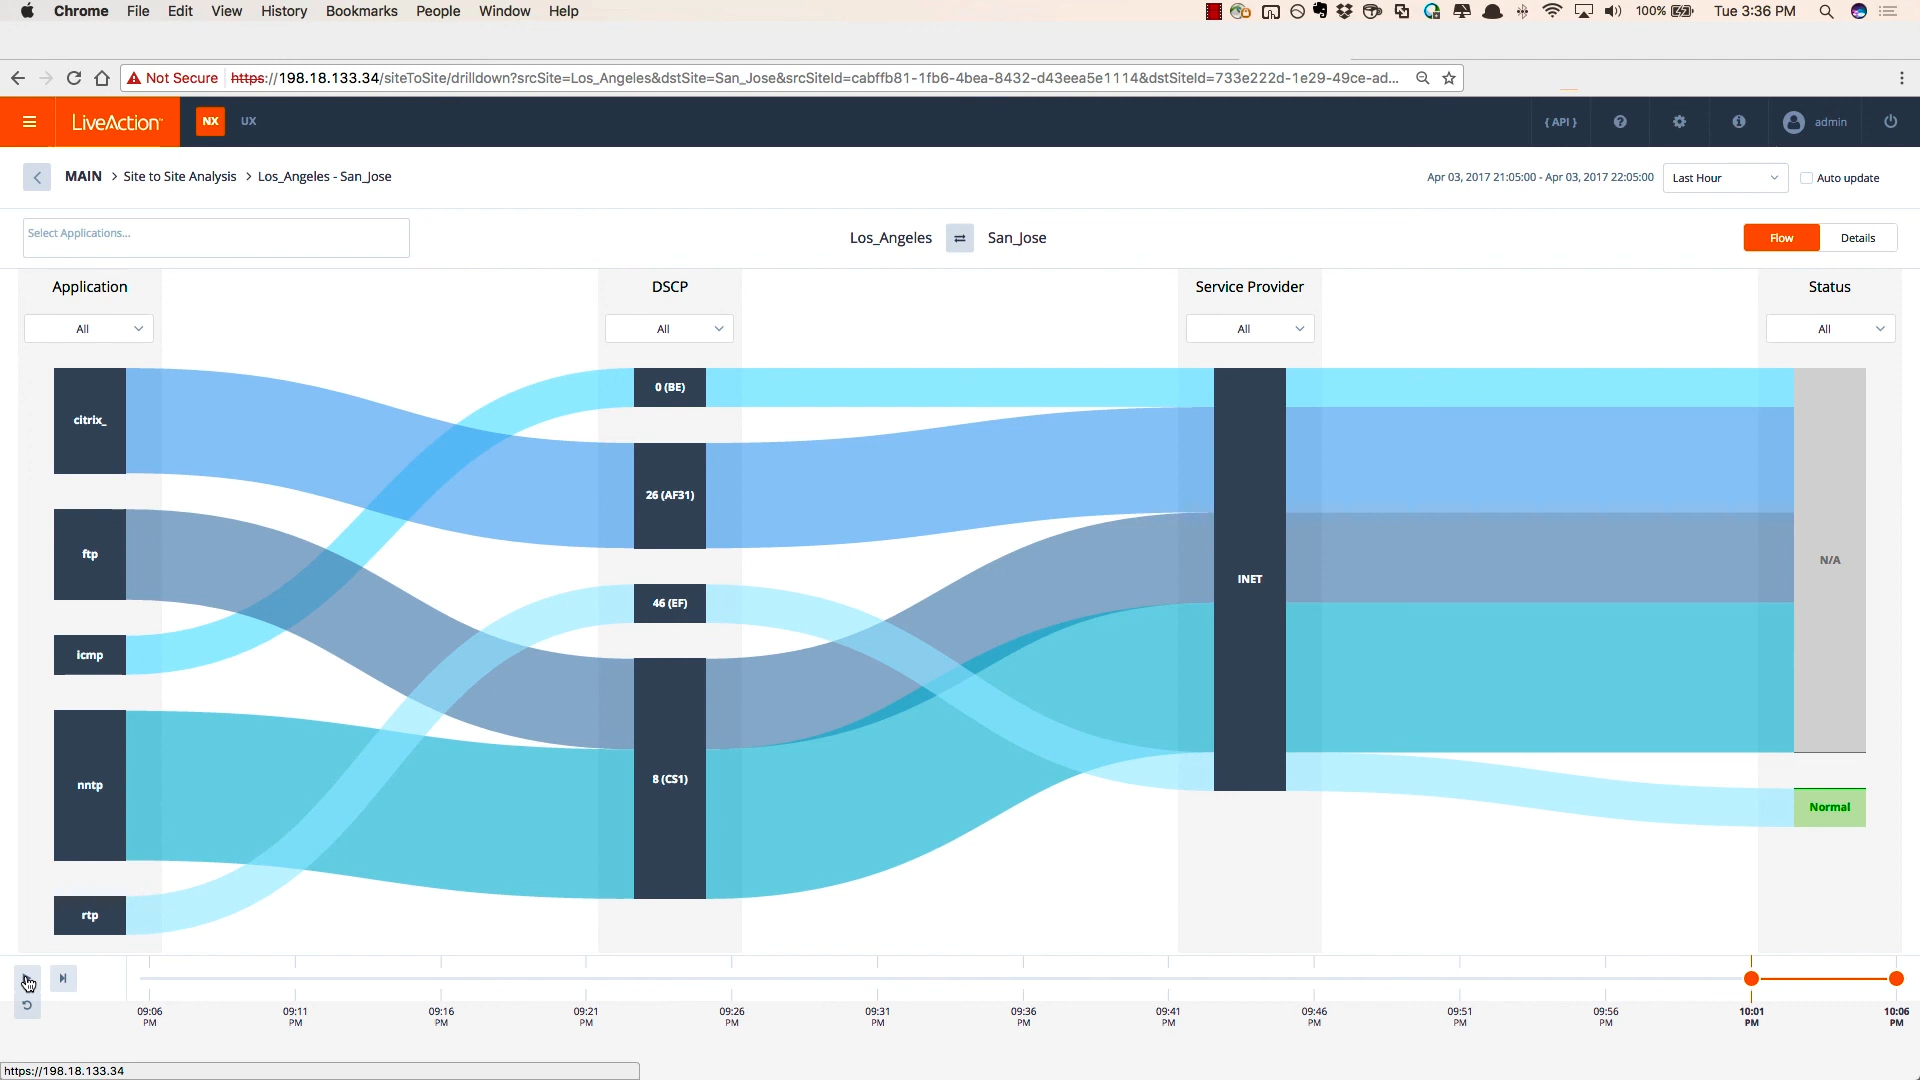 Chrome File Edit View History Bookmarks People Window Help 100% Tue 3:36 PM
Not Secure https://198.18.133.34/siteToSite/drilldown?srcSite=Los_Angeles&dstSite=San_Jose&srcSiteId=cabffb81-1fb6-4bea-8432-d43eea5e1114&dstSiteId=733e222d-1e29-49ce-ad...
LiveAction NX UX { API } admin
MAIN > Site to Site Analysis > Los_Angeles - San_Jose Apr 03, 2017 21:05:00 - Apr 03, 2017 22:05:00 Last Hour Auto update
Select Applications... Los_Angeles San_Jose Flow Details
Application DSCP Service Provider Status
All All All All
0 (BE)
citrix_
26 (AF31)
ftp
N/A
INET
46 (EF)
icmp
8 (CS1)
nntp
Normal
rtp
09:06 PM 09:11 PM 09:16 PM 09:21 PM 09:26 PM 09:31 PM 09:36 PM 09:41 PM 09:46 PM 09:51 PM 09:56 PM 10:01 PM 10:06 PM
https://198.18.133.34